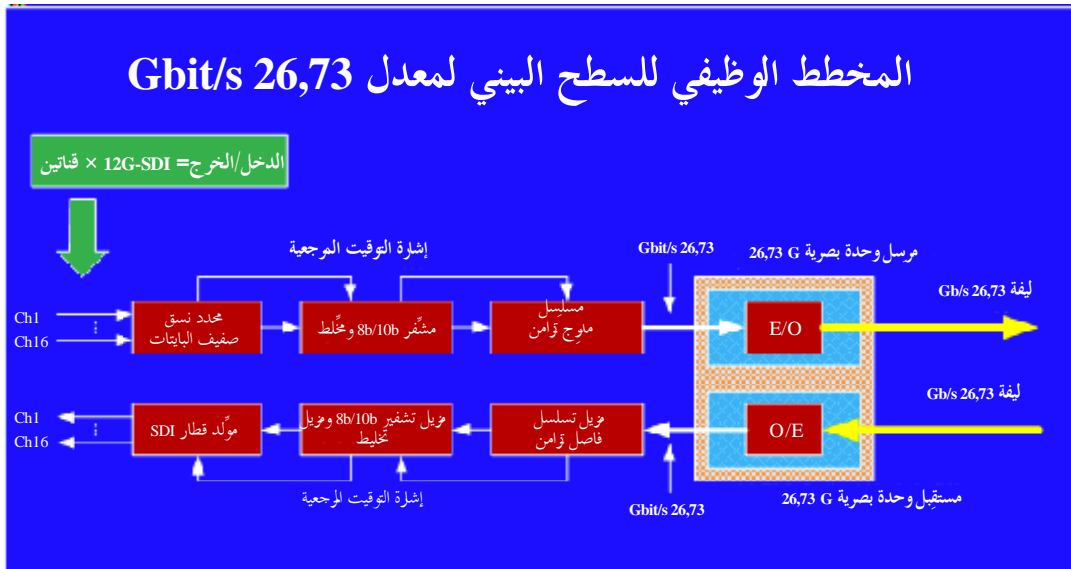 المخطط الوظيفي للسطح البيني لمعدل 26,73 Gbit/s
الدخل/الخرج= 12G-SDI × قناتين
إشارة التوقيت المرجعية
Gbit/s 26,73
مرسل وحدة بصرية 26,73 G
ليفة 26,73 Gb/s
Ch1
Ch16
محدد نسق
صفيف البايتات
مشفّر 8b/10b ومخلّط
مسلسِل
مدوِج تزامن
E/O
ليفة 26,73 Gb/s
Ch1
Ch16
مولّد قطار SDI
مزيل تشفير 8b/10b ومزيل
تخليط
مزيل تسلسل
فاصل تزامن
O/E
إشارة التوقيت المرجعية
Gbit/s 26,73
مستقبِل وحدة بصرية 26,73 G